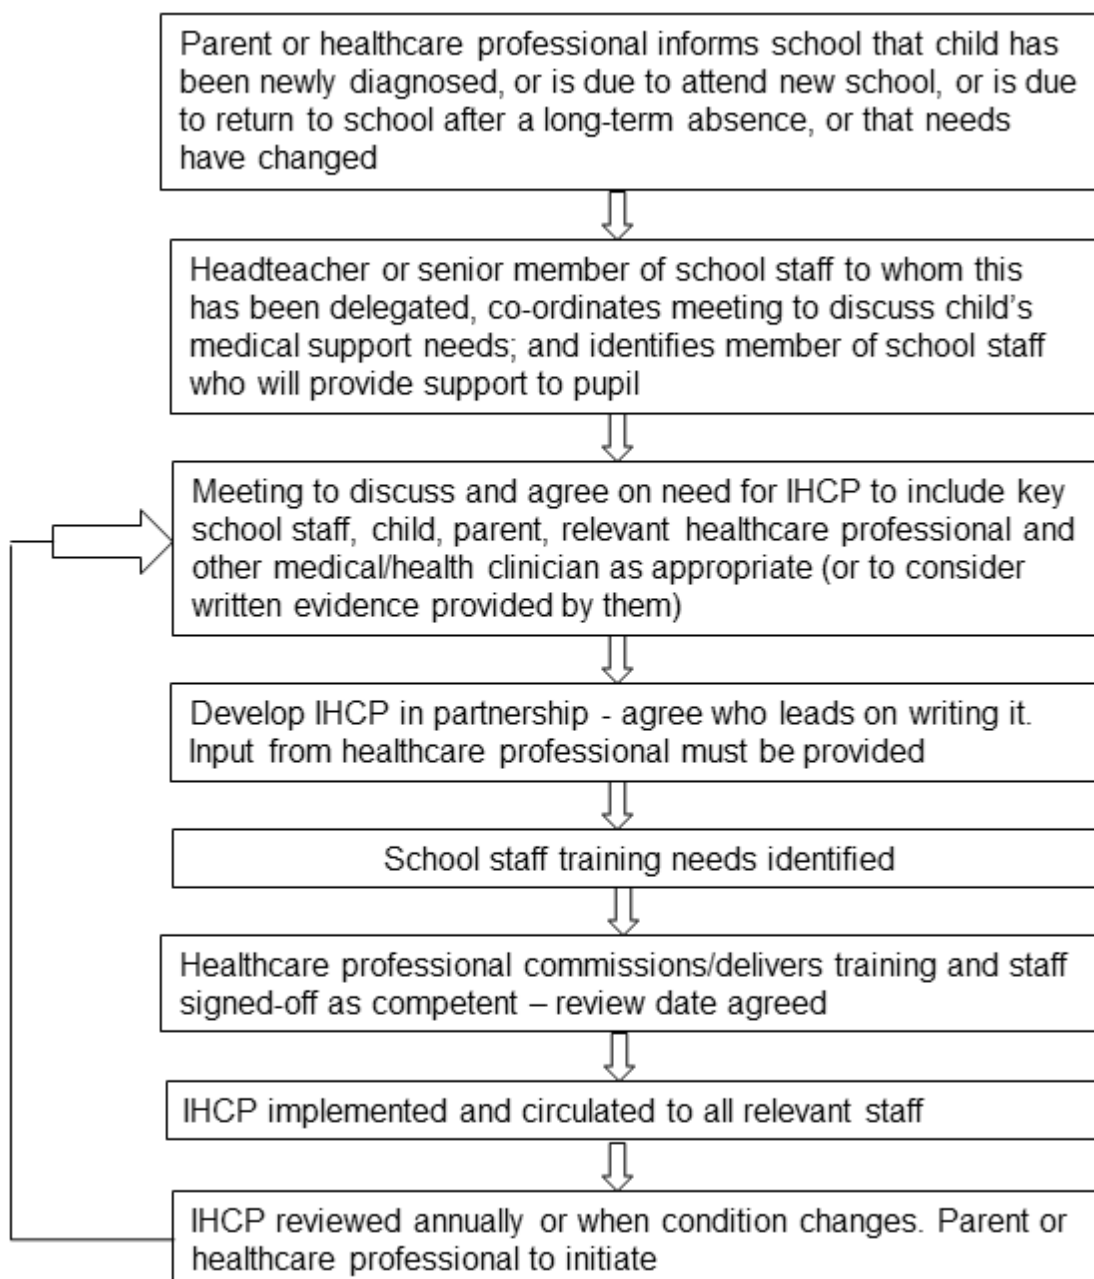 Parent or healthcare professional informs school that child has
been newly diagnosed, or is due to attend new school, or is due
to return to school after a long-term absence, or that needs
have changed
Headteacher or senior member of school staff to whom this
has been delegated, co-ordinates meeting to discuss child's
medical support needs; and identifies member of school staff
who will provide support to pupil
Meeting to discuss and agree on need for IHCP to include key
school staff, child, parent, relevant healthcare professional and
other medical/health clinician as appropriate (or to consider
written evidence provided by them)
Develop IHCP in partnership - agree who leads on writing it.
Input from healthcare professional must be provided
School staff training needs identified
Healthcare professional commissions/delivers training and staff
signed-off as competent – review date agreed
IHCP implemented and circulated to all relevant staff
IHCP reviewed annually or when condition changes. Parent or
healthcare professional to initiate